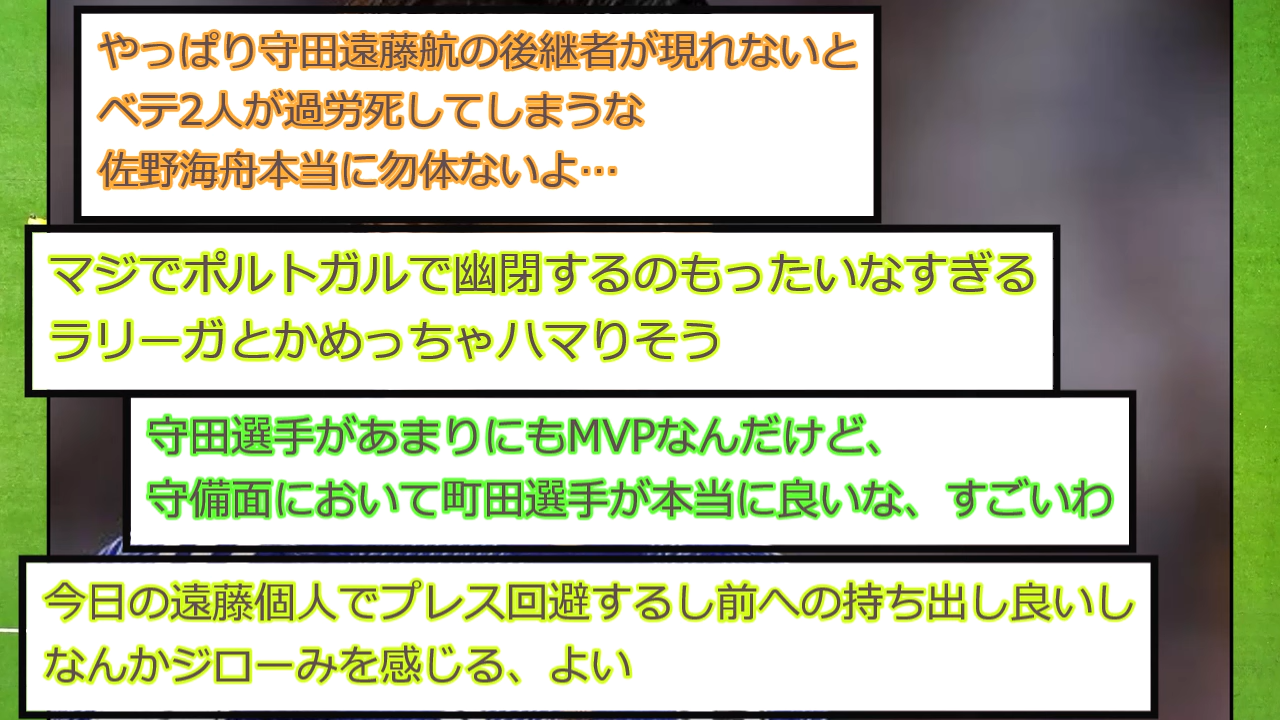 やっぱり守田遠藤航の後継者が現れないと
ベテ2人が過労死してしまうな
佐野海舟本当に勿体ないよ…
マジでポルトガルで幽閉するのもったいなすぎる
ラリーガとかめっちゃハマりそう
守田選手があまりにもMVPなんだけど、
守備面において町田選手が本当に良いな、すごいわ
今日の遠藤個人でプレス回避するし前への持ち出し良いし
なんかジローみを感じる、よい